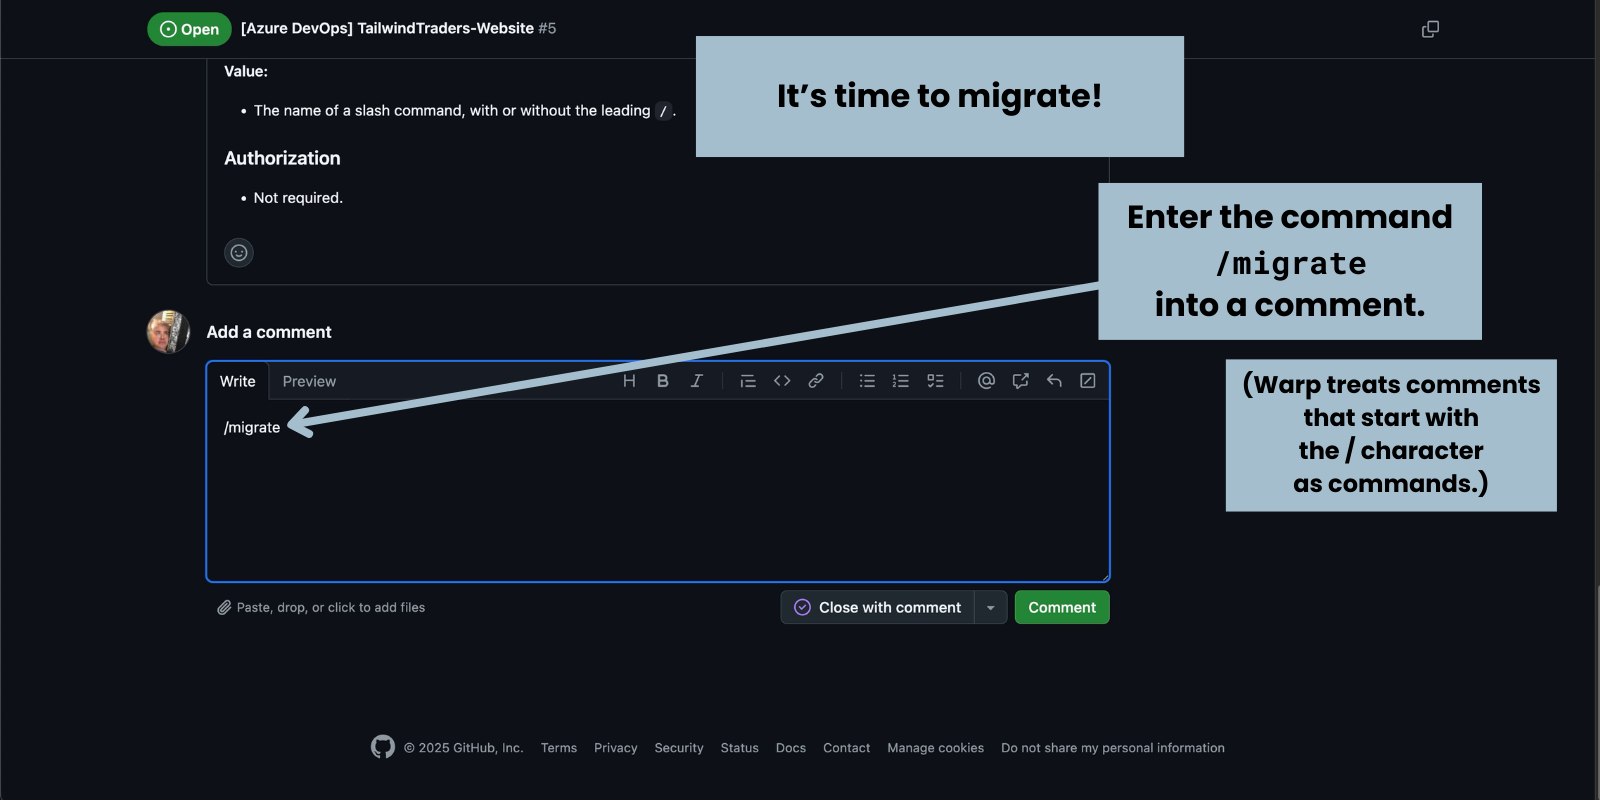 Open [Azure DevOps] TailwindTraders-Website #5
It's time to migrate!
Value:
• The name of a slash command, with or without the leading / .
Authorization
• Not required.
Enter the command
/migrate
into a comment.
Add a comment
Write Preview
/migrate
(Warp treats comments
that start with
the / character
as commands.)
Paste, drop, or click to add files
Close with comment Comment
© 2025 GitHub, Inc. Terms Privacy Security Status Docs Contact Manage cookies Do not share my personal information